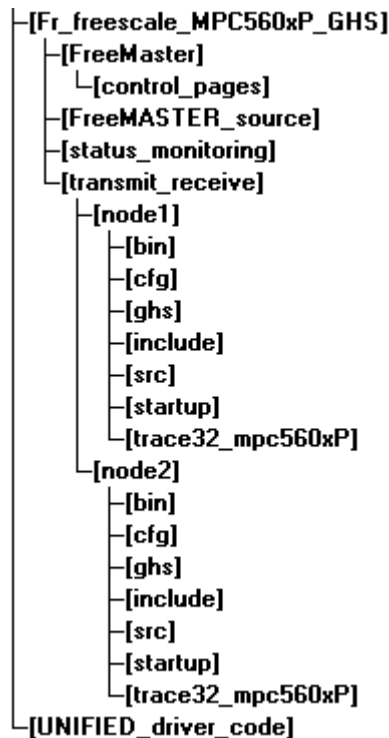 [Fr_freescale_MPC560xP_GHS]
[FreeMaster]
[control_pages]
[FreeMASTER_source]
[status_monitoring]
[transmit_receive]
[node1]
[bin]
[cfg]
[ghs]
[include]
[src]
[startup]
[trace32_mpc560xP]
[node2]
[bin]
[cfg]
[ghs]
[include]
[src]
[startup]
[trace32_mpc560xP]
[UNIFIED_driver_code]